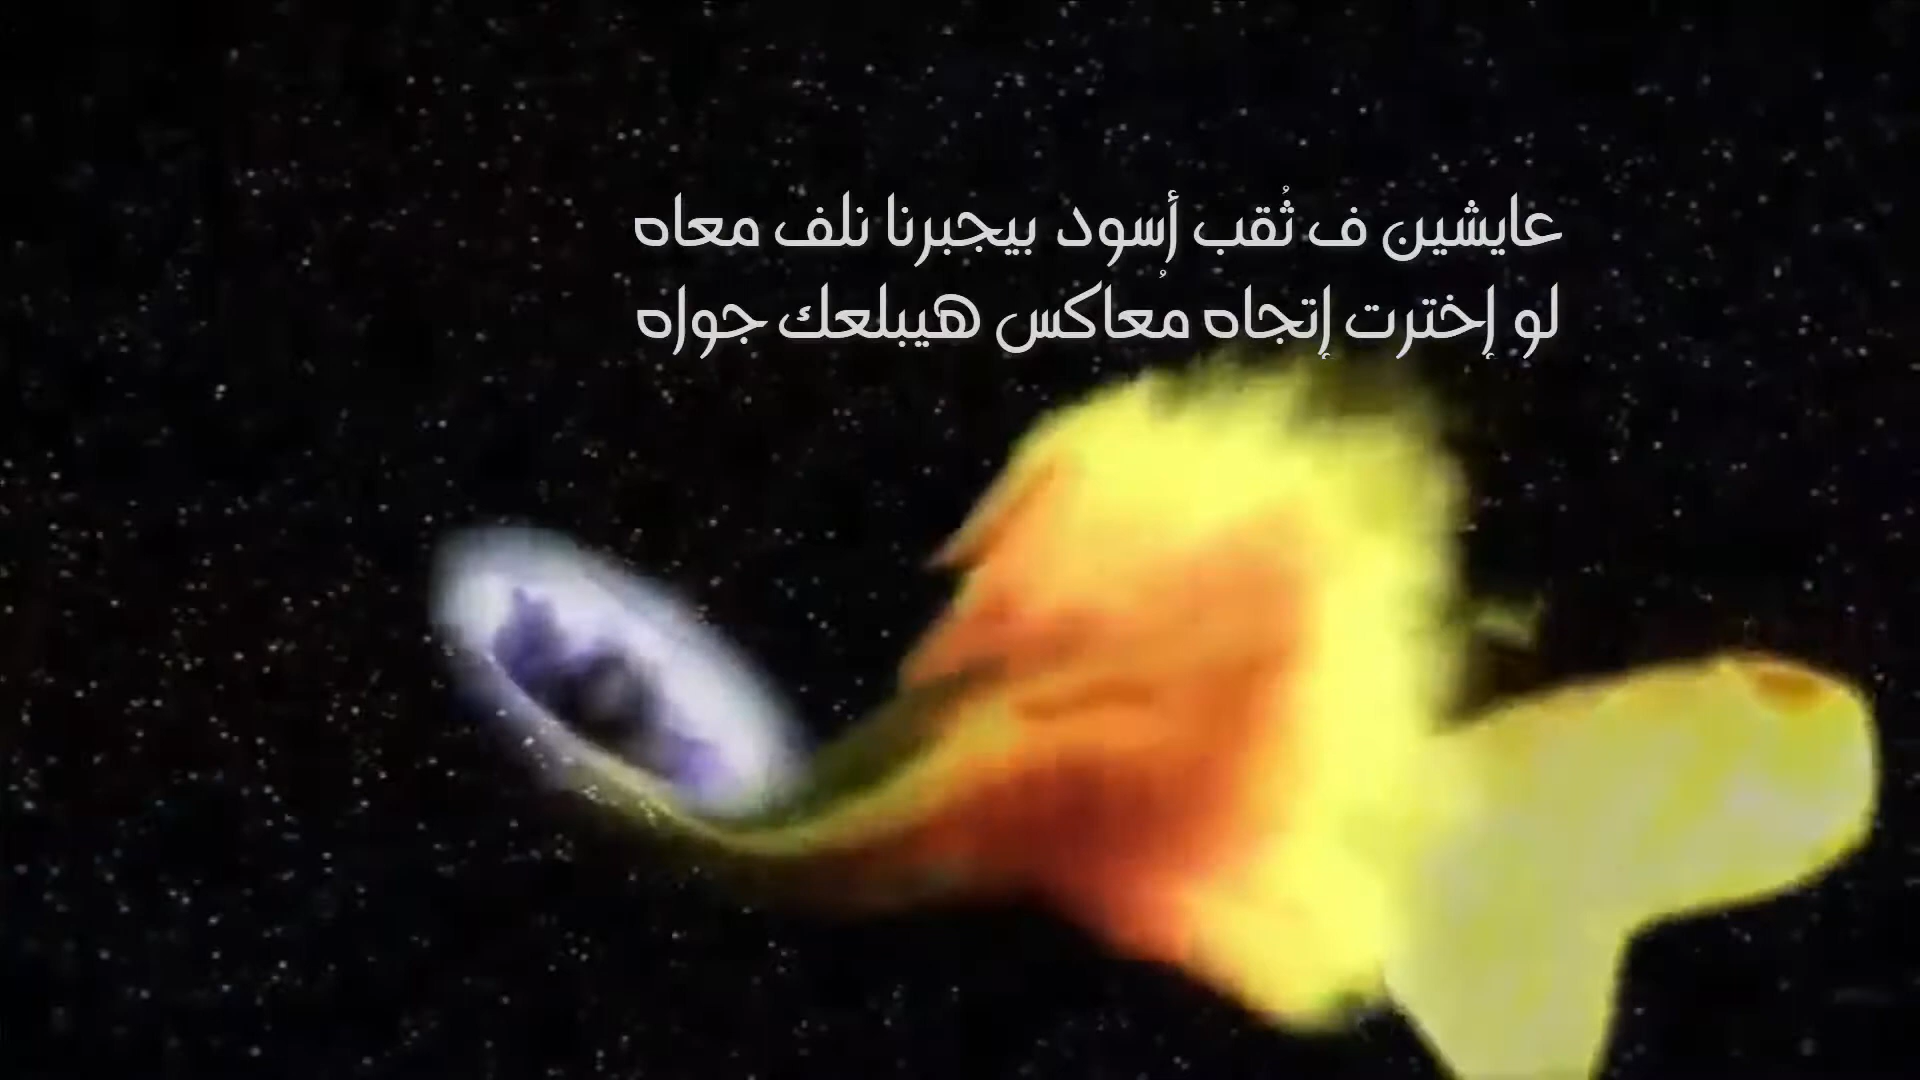 عايشين ف ثُقب أسود بيجبرنا نلف معاه
لو إخترت إتجاه مُعاكس هيبلعك جواه